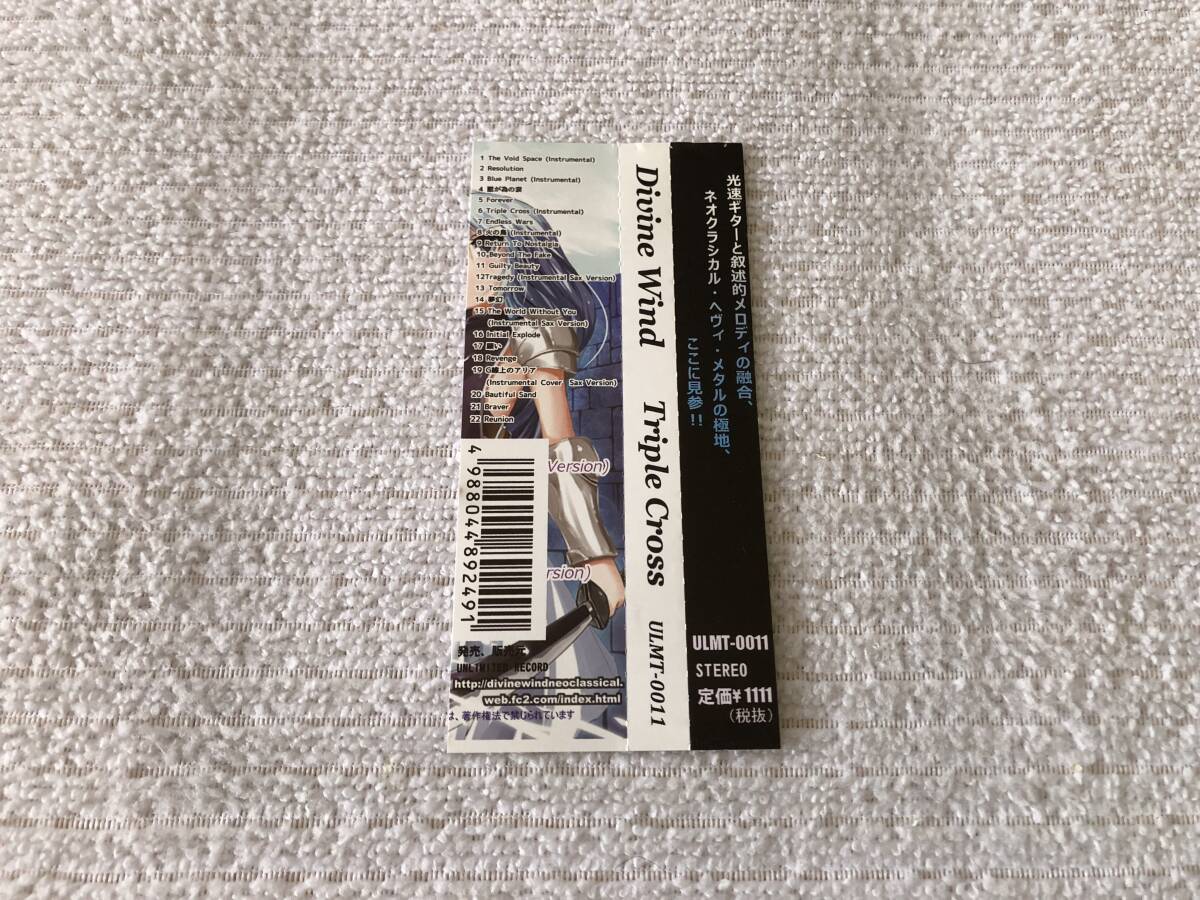 1 The Void Space (Instrumental)
2 Resolution
3 Blue Planet (Instrumental)
4 誰が為の涙
5 Forever
6 Triple Cross (Instrumental)
7 Endless Wars
8 火の鳥 (Instrumental)
9 Return To Nostalgia
10 Beyond The Fake
11 Guilty Beauty
12Tragedy (Instrumental Sax Version)
13 Tomorrow
14 夢幻
15 The World Without You
(Instrumental Sax Version)
16 Initial Explode
17 願い
18 Revenge
19 G線上のアリア
(Instrumental Cover Sax Version)
20 Bautiful Sand
21 Braver
22 Reunion
Version)
rsion)
4988044892491
発売、販売元
UNLIMITED RECORD
http://divinewindneoclassical.
web.fc2.com/index.html
は、著作権法で禁じられています
Divine Wind Triple Cross ULMT-0011
光速ギターと叙述的メロディの融合、
ネオクラシカル・ヘヴィ・メタルの極地、
ここに見参!!
ULMT-0011
STEREO
定価¥1111
(税抜)